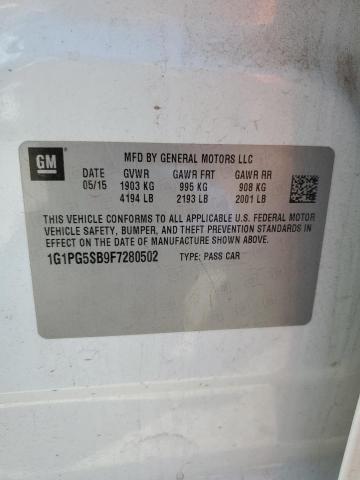 GM
MFD BY GENERAL MOTORS LLC
DATE GVWR GAWR FRT GAWR RR
05/15 1903 KG 995 KG 908 KG
4194 LB 2193 LB 2001 LB
THIS VEHICLE CONFORMS TO ALL APPLICABLE U.S. FEDERAL MOTOR
VEHICLE SAFETY, BUMPER, AND THEFT PREVENTION STANDARDS
IN EFFECT ON THE DATE OF MANUFACTURE SHOWN ABOVE.
1G1PG5SB9F7280502 TYPE: PASS CAR